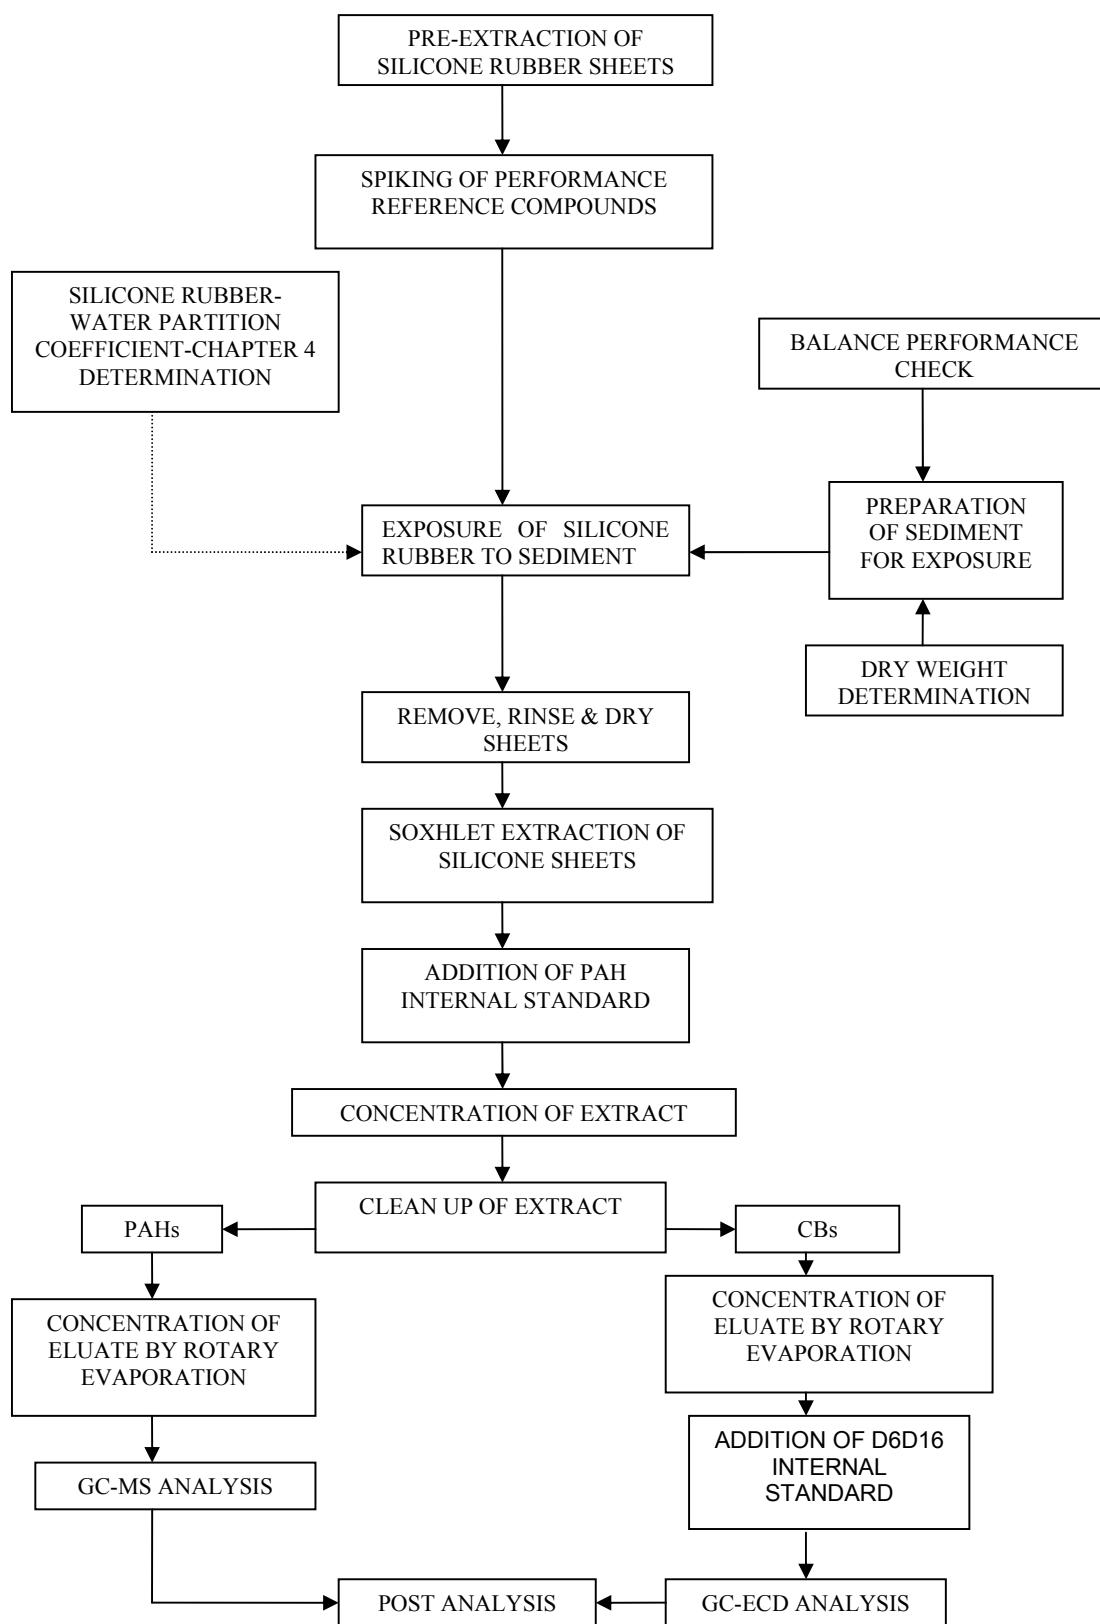 PRE-EXTRACTION OF
SILICONE RUBBER SHEETS
SPIKING OF PERFORMANCE
REFERENCE COMPOUNDS
SILICONE RUBBER-
WATER PARTITION
COEFFICIENT-CHAPTER 4
DETERMINATION
BALANCE PERFORMANCE
CHECK
EXPOSURE OF SILICONE
RUBBER TO SEDIMENT
PREPARATION
OF SEDIMENT
FOR EXPOSURE
DRY WEIGHT
DETERMINATION
REMOVE, RINSE & DRY
SHEETS
SOXHLET EXTRACTION OF
SILICONE SHEETS
ADDITION OF PAH
INTERNAL STANDARD
CONCENTRATION OF EXTRACT
CLEAN UP OF EXTRACT
PAHs
CBs
CONCENTRATION OF
ELUATE BY ROTARY
EVAPORATION
CONCENTRATION OF
ELUATE BY ROTARY
EVAPORATION
GC-MS ANALYSIS
ADDITION OF D6D16
INTERNAL
STANDARD
POST ANALYSIS
GC-ECD ANALYSIS